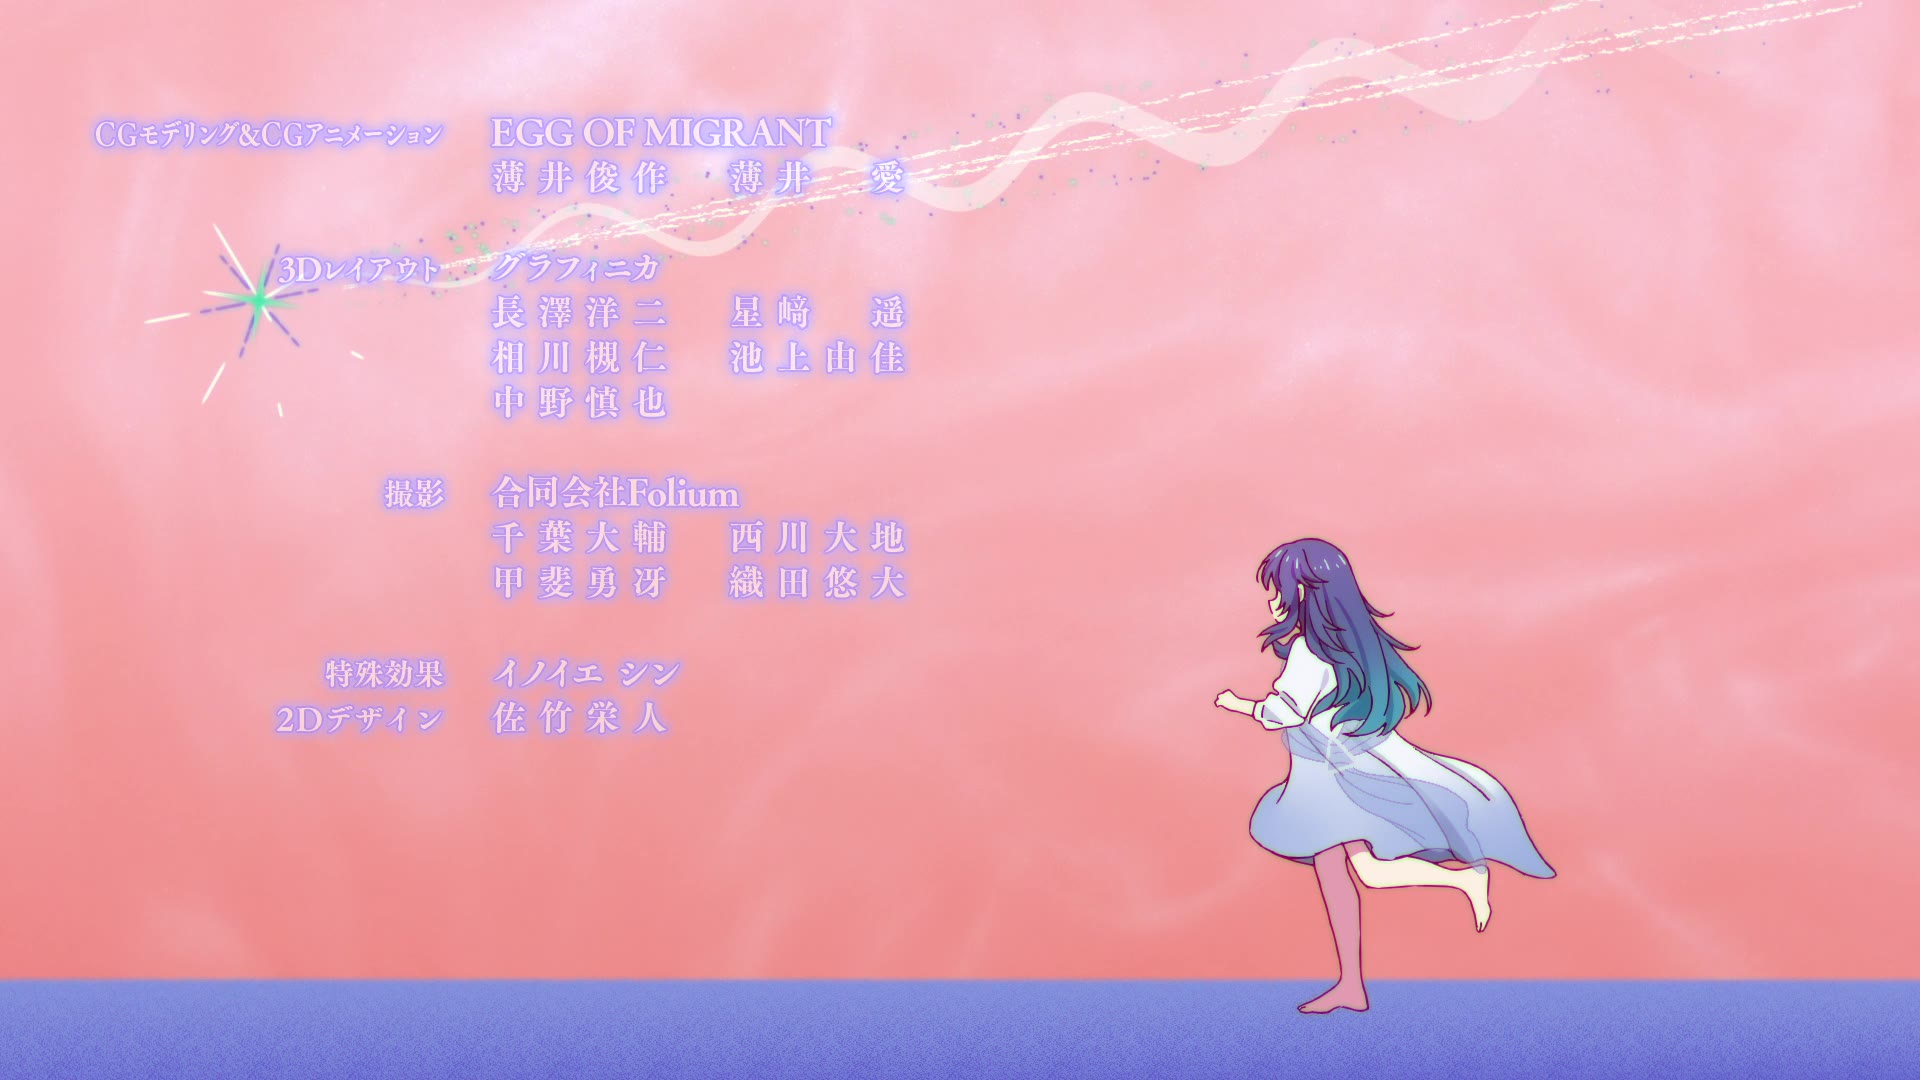 CGモデリング&CGアニメーション EGG OF MIGRANT
薄井俊作 薄井 愛
3Dレイアウト グラフィニカ
長澤洋二 星﨑 遥
相川槻仁 池上由佳
中野慎也
撮影 合同会社Folium
千葉大輔 西川大地
甲斐勇冴 織田悠大
特殊効果 イノイエ シン
2Dデザイン 佐竹栄人